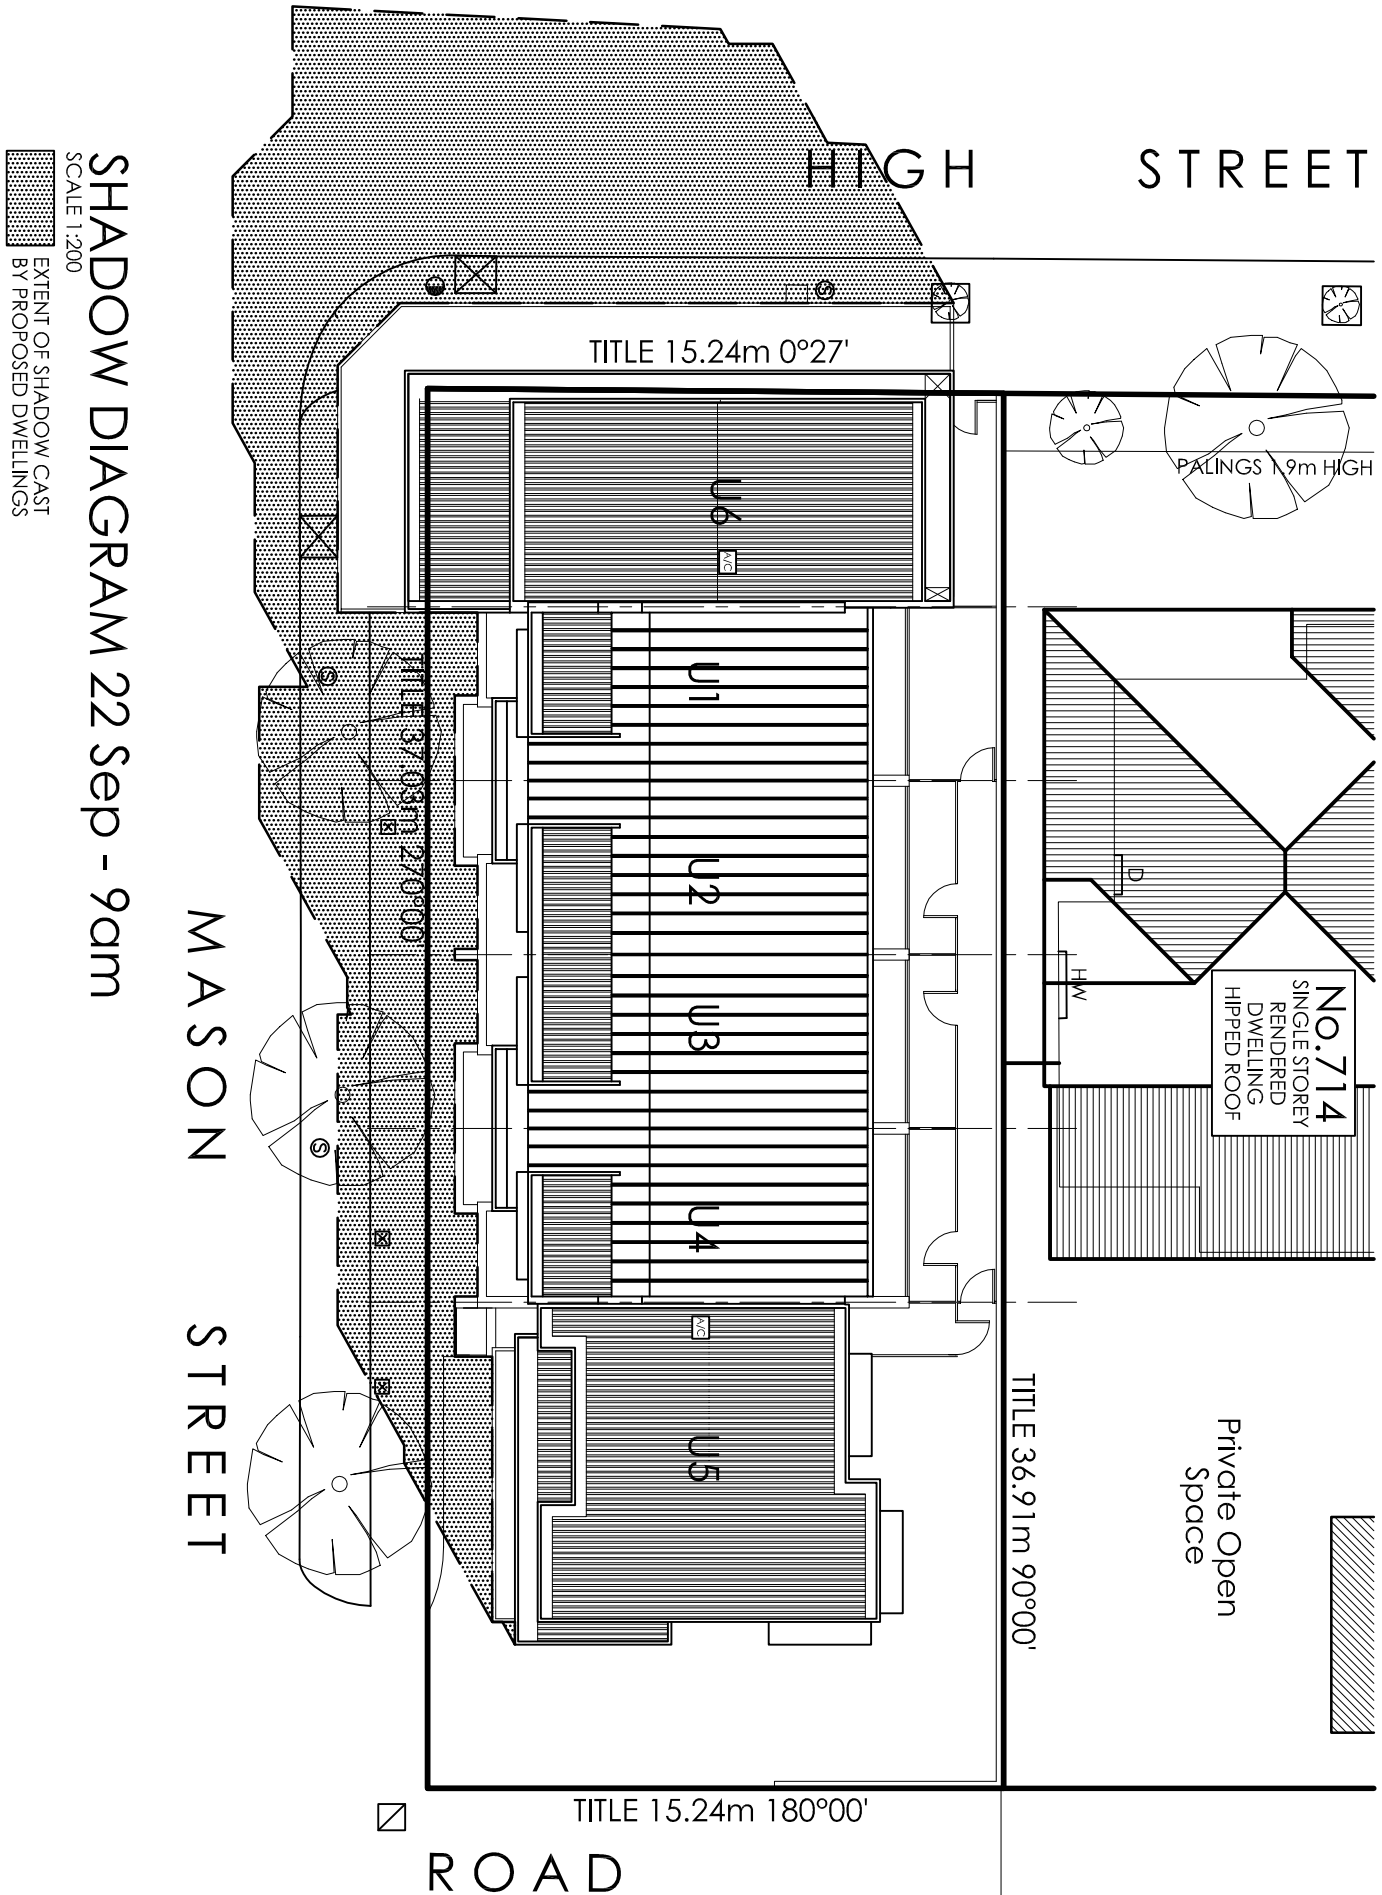 HIGH STREET
TITLE 15.24m 0°27'
PALINGS 1.9m HIGH
U6
A/C
U1
U2
U3
U4
A/C
U5
TITLE 37.03m 270°00'
D
HW
No.714
SINGLE STOREY
RENDERED
DWELLING
HIPPED ROOF
TITLE 36.91m 90°00'
Private Open
Space
S
S
S
MASON STREET
TITLE 15.24m 180°00'
ROAD
SHADOW DIAGRAM 22 Sep - 9am
SCALE 1:200
EXTENT OF SHADOW CAST
BY PROPOSED DWELLINGS